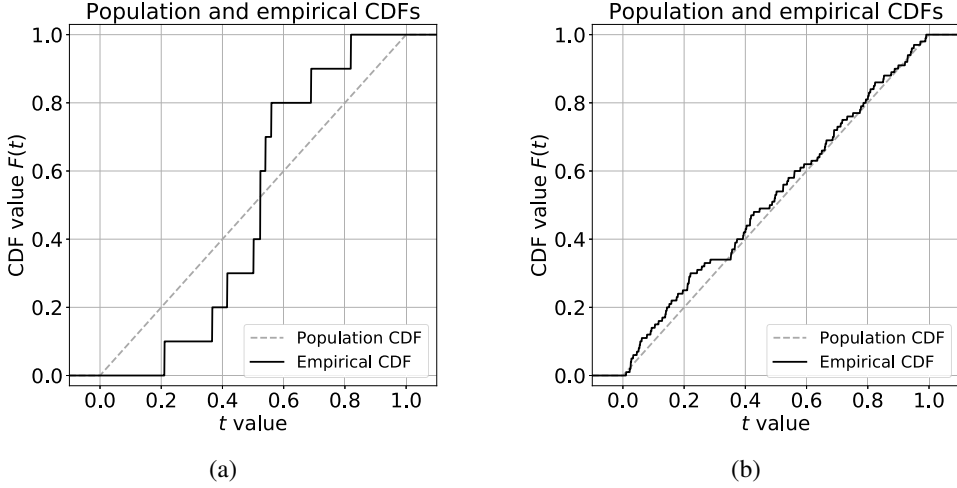 Population and empirical CDFs
CDF value F(t)
1.0
0.8
0.6
0.4
0.2
0.0
0.0 0.2 0.4 0.6 0.8 1.0
t value
Population CDF
Empirical CDF
(a)
Population and empirical CDFs
CDF value F(t)
1.0
0.8
0.6
0.4
0.2
0.0
0.0 0.2 0.4 0.6 0.8 1.0
t value
Population CDF
Empirical CDF
(b)